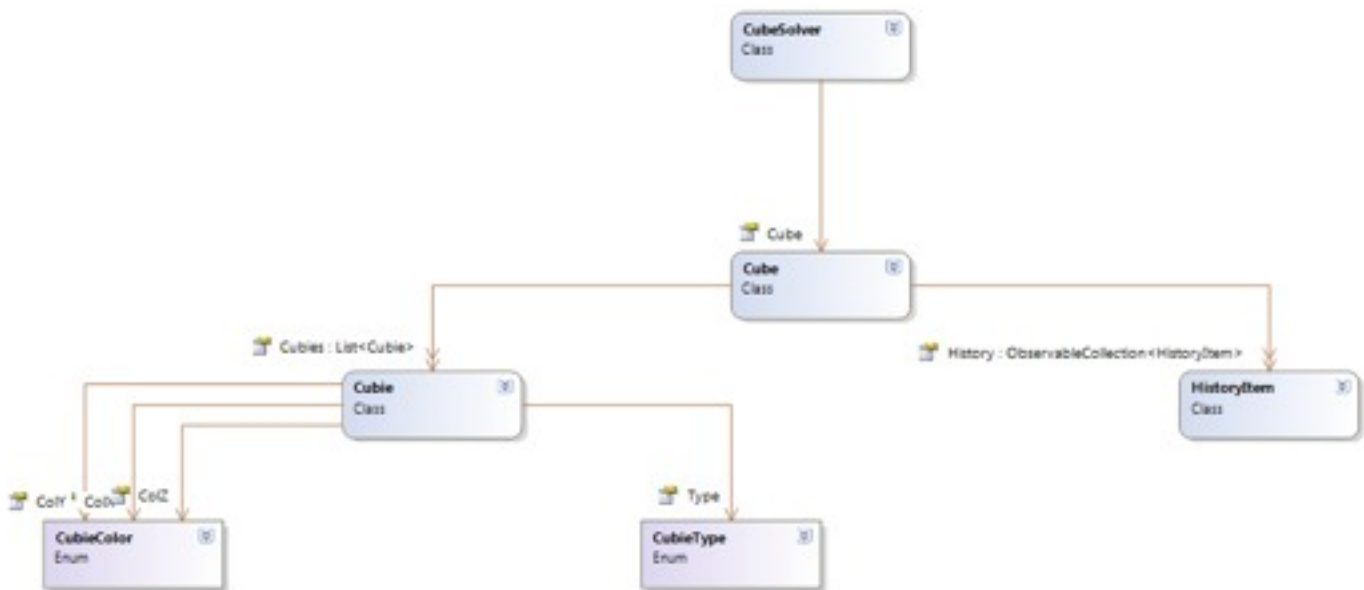 CubeSolver
Class
Cube
Cube
Class
Cubies : List<Cubie>
History : ObservableCollection<HistoryItem>
Cubie
Class
HistoryItem
Class
ColY
ColZ
Type
CubieColor
Enum
CubieType
Enum